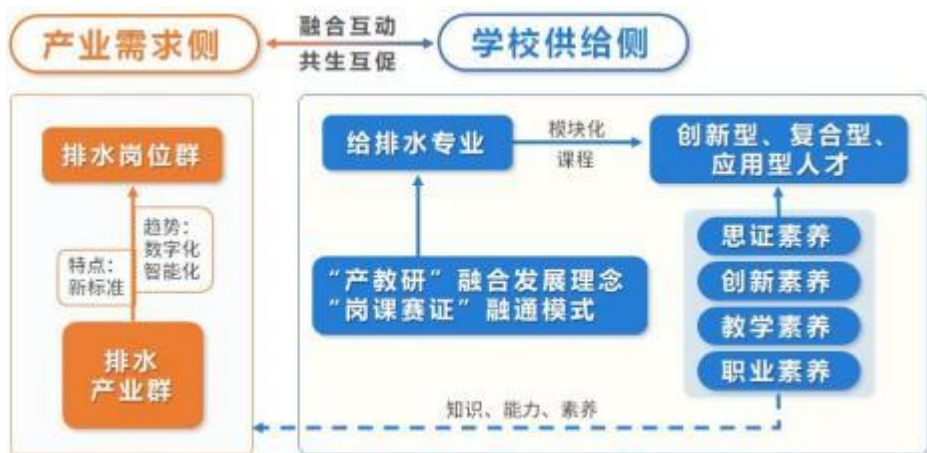 产业需求侧
融合互动
共生互促
学校供给侧
排水岗位群
趋势：
数字化
智能化
特点：
新标准
排水
产业群
给排水专业
模块化
课程
创新型、复合型、
应用型人才
“产教研”融合发展理念
“岗课赛证”融通模式
思证素养
创新素养
教学素养
职业素养
知识、能力、素养